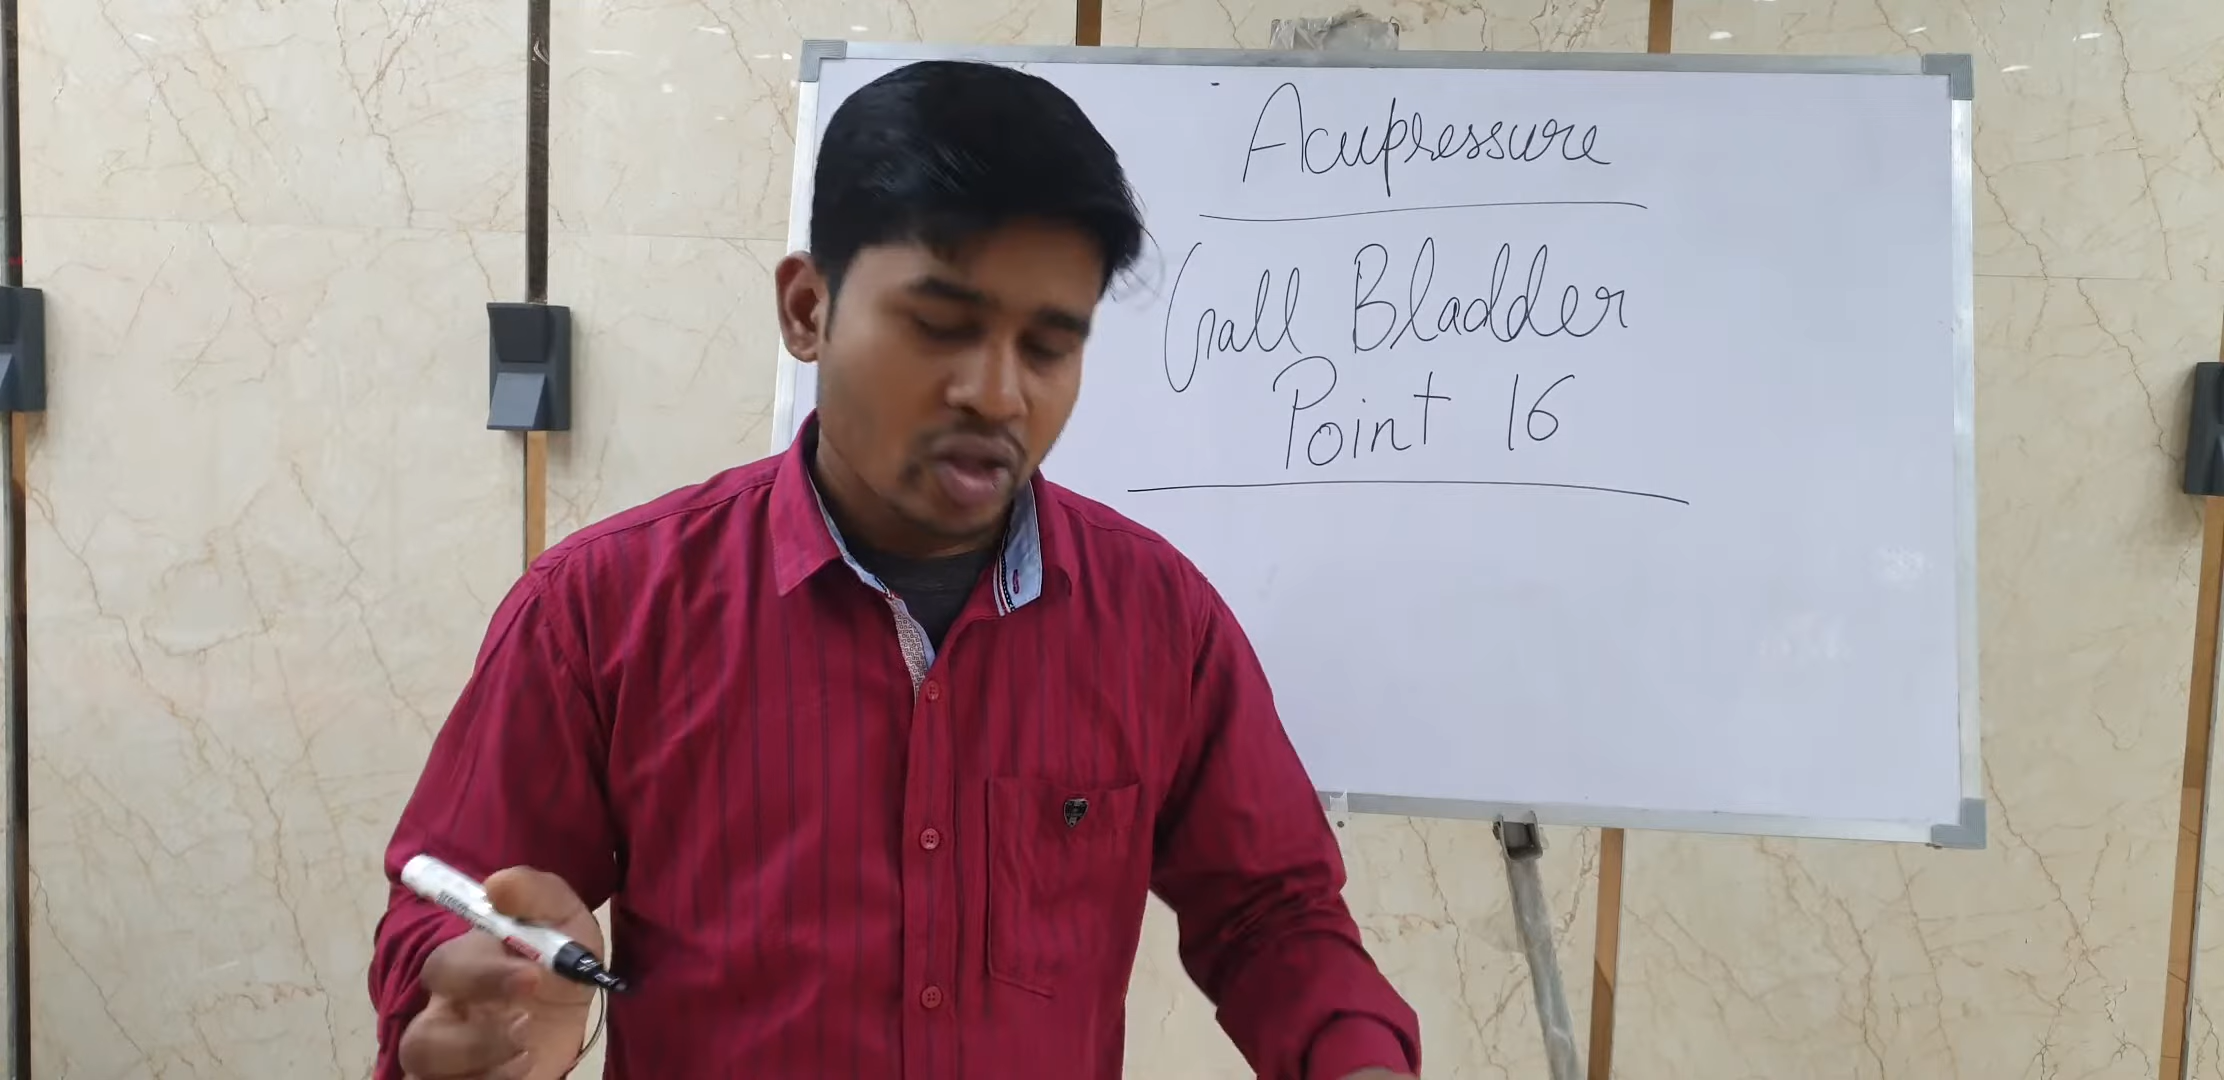 Acupressure
Gall Bladder
Point 16